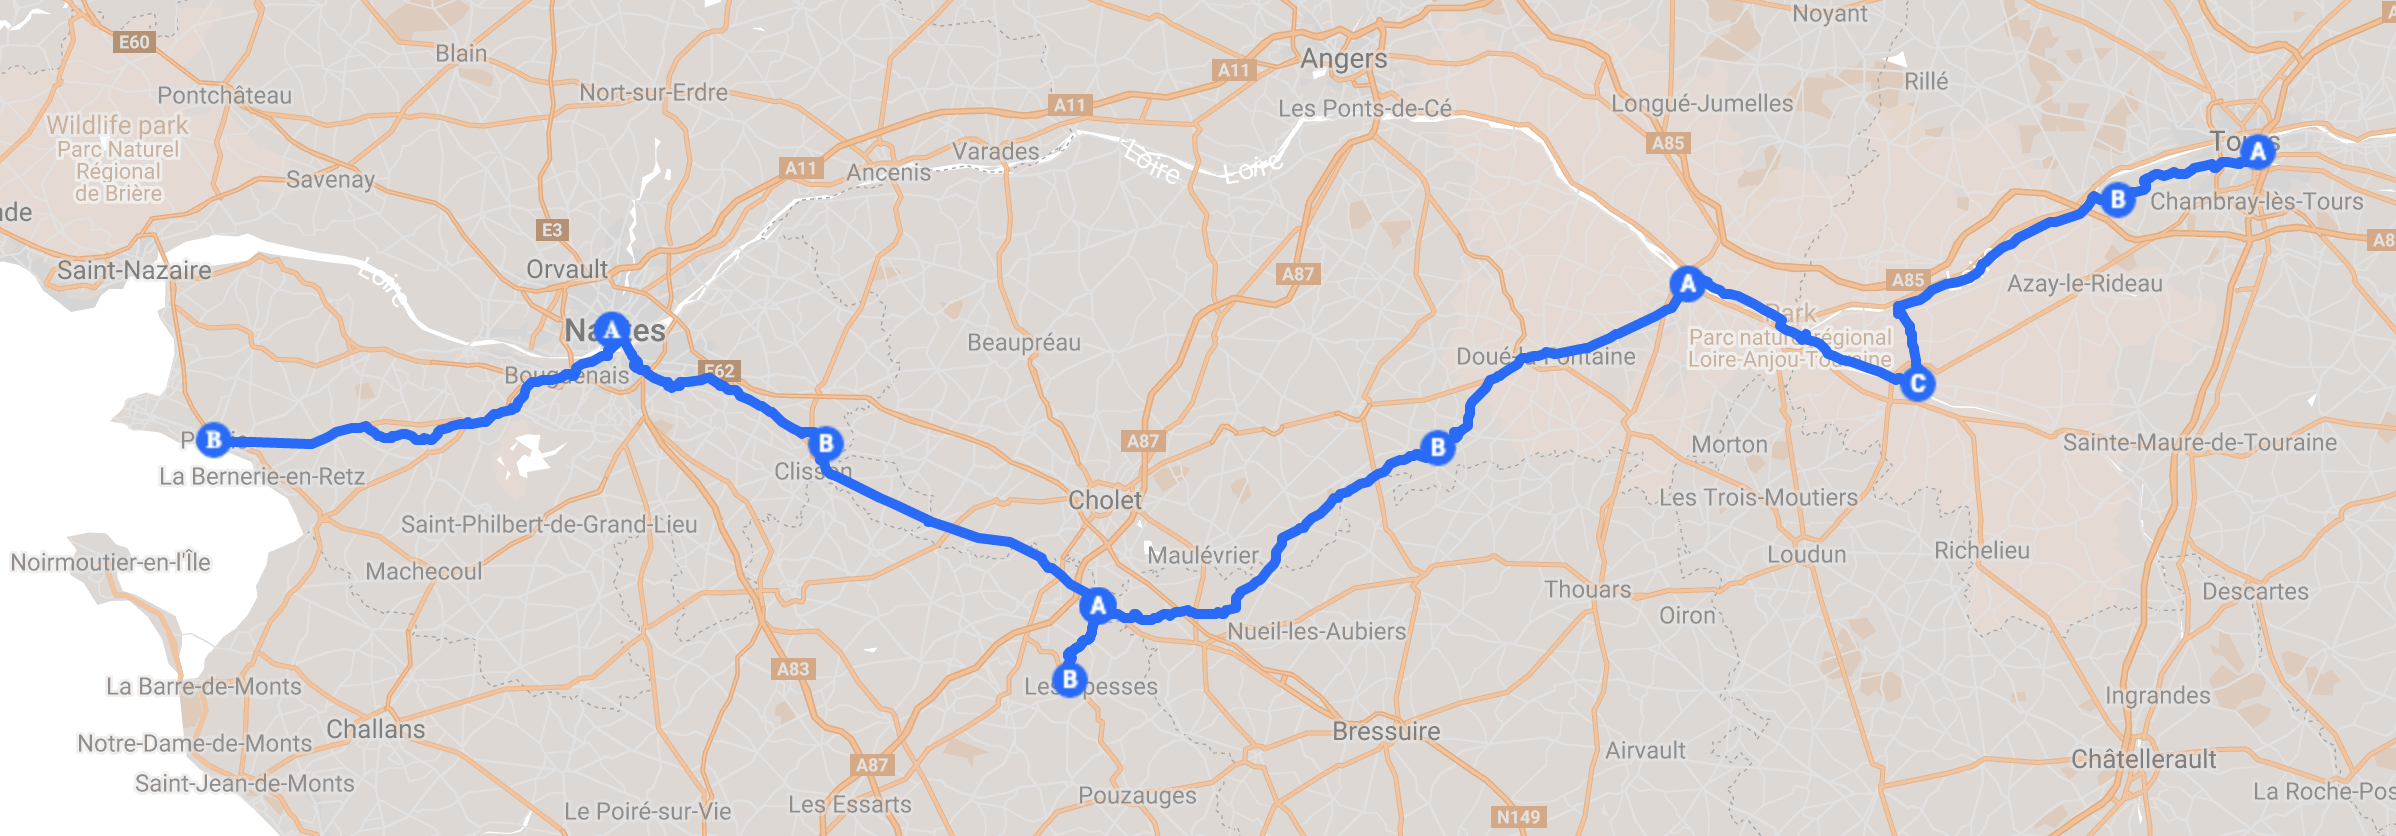 Noyant
E60
Blain
Angers
A11
Rillé
Pontchâteau
Nort-sur-Erdre
A11
Les Ponts-de-Cé
Longué-Jumelles
Wildlife park
Parc Naturel
Régional
de Brière
Varades
Loire
Loire
A85
A
Savenay
A11
Ancenis
B
Chambray-lès-Tours
E3
Saint-Nazaire
Loire
Orvault
A87
A
A85
Azay-le-Rideau
A
Park
Parc naturel régional
Loire-Anjou-Touraine
Beaupréau
Doué-la-Fontaine
Bouguenais
E62
C
B
B
A87
B
Morton
Sainte-Maure-de-Touraine
La Bernerie-en-Retz
Clisson
Cholet
Les Trois-Moutiers
Saint-Philbert-de-Grand-Lieu
Noirmoutier-en-l'Île
Machecoul
Maulévrier
Loudun
Richelieu
Thouars
Descartes
A
Oiron
Nueil-les-Aubiers
A83
La Barre-de-Monts
B
Ingrandes
Challans
Bressuire
Notre-Dame-de-Monts
Airvault
Châtellerault
A87
Saint-Jean-de-Monts
Le Poiré-sur-Vie
Les Essarts
Pouzauges
N149
La Roche-Pos